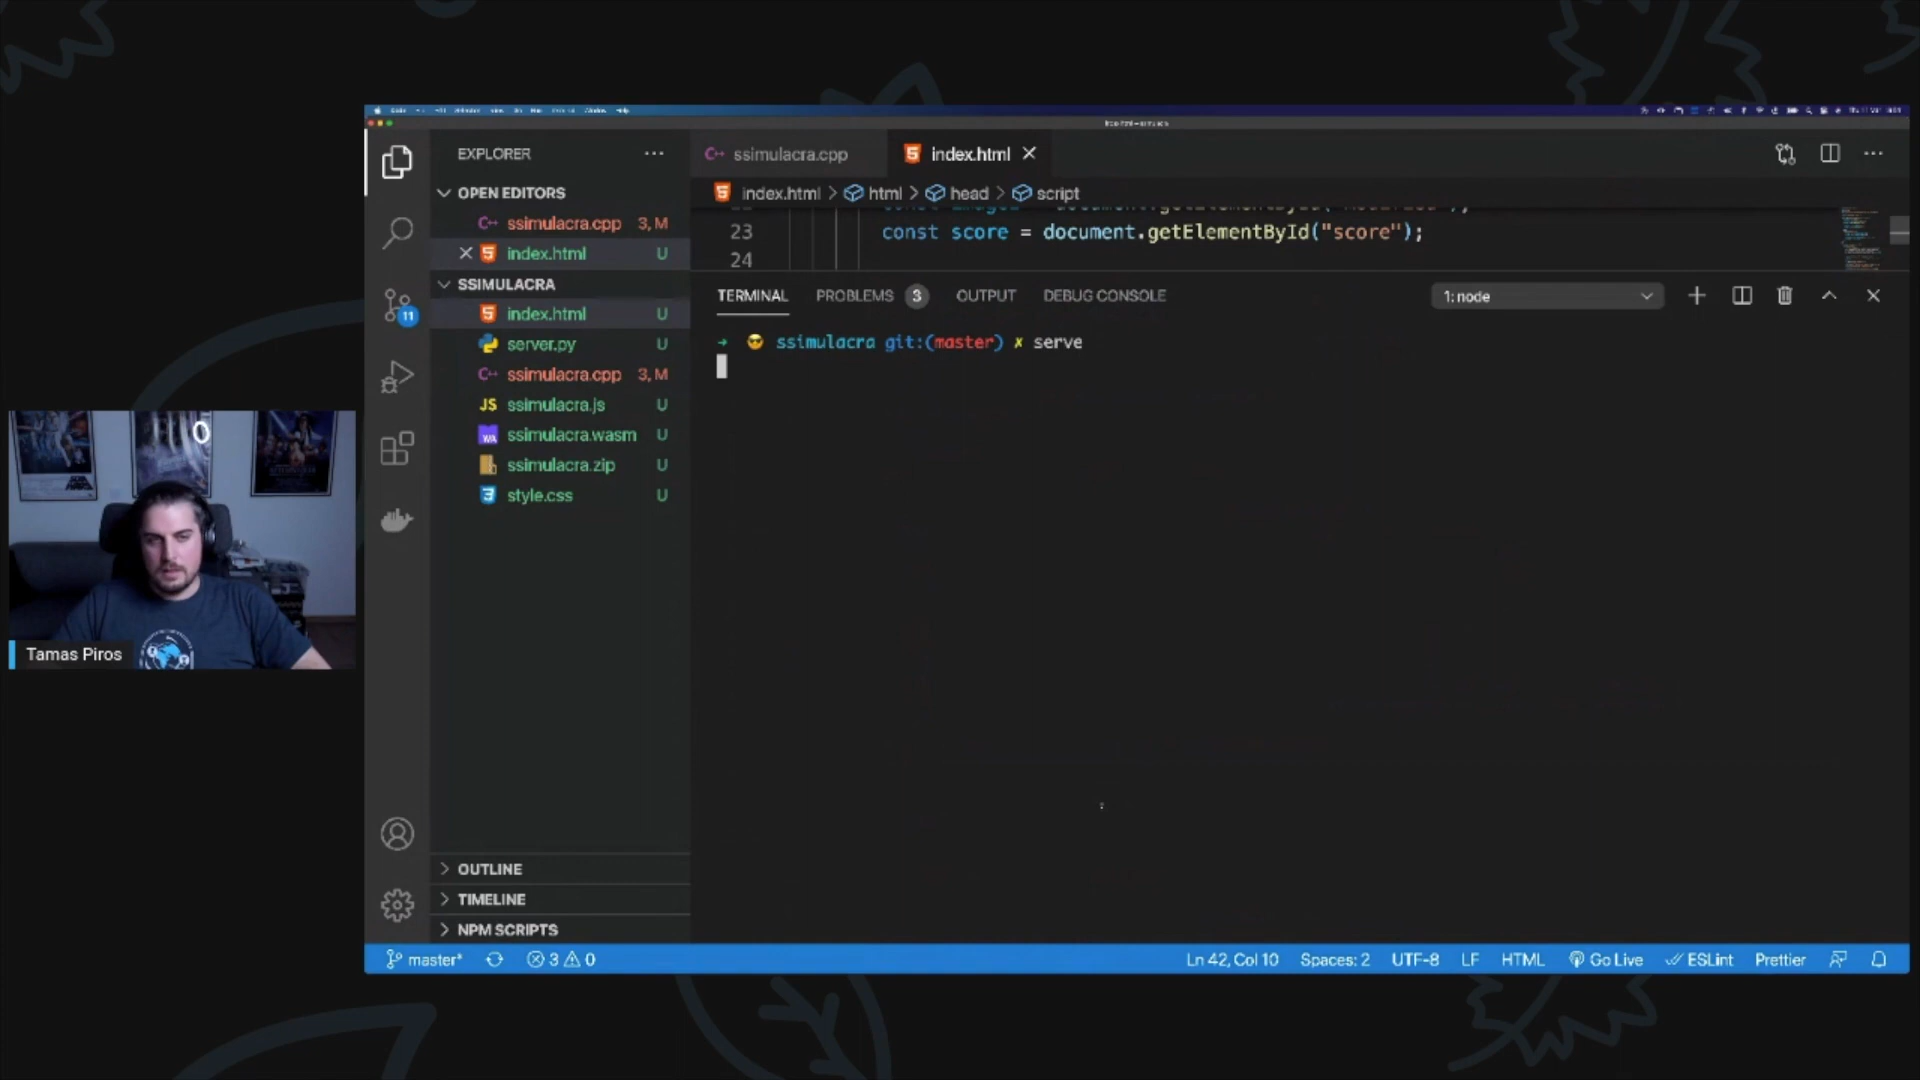 EXPLORER
OPEN EDITORS
ssimulacra.cpp 3, M
index.html U
SSIMULACRA
index.html U
server.py U
ssimulacra.cpp 3, M
JS ssimulacra.js U
WA ssimulacra.wasm U
ssimulacra.zip U
style.css U
OUTLINE
TIMELINE
NPM SCRIPTS
11
ssimulacra.cpp
index.html
index.html > html > head > script
23 const score = document.getElementById("score");
24
TERMINAL PROBLEMS 3 OUTPUT DEBUG CONSOLE 1: node
ssimulacra git:(master) ✗ serve
master* 3 0 Ln 42, Col 10 Spaces: 2 UTF-8 LF HTML Go Live ESLint Prettier
Tamas Piros